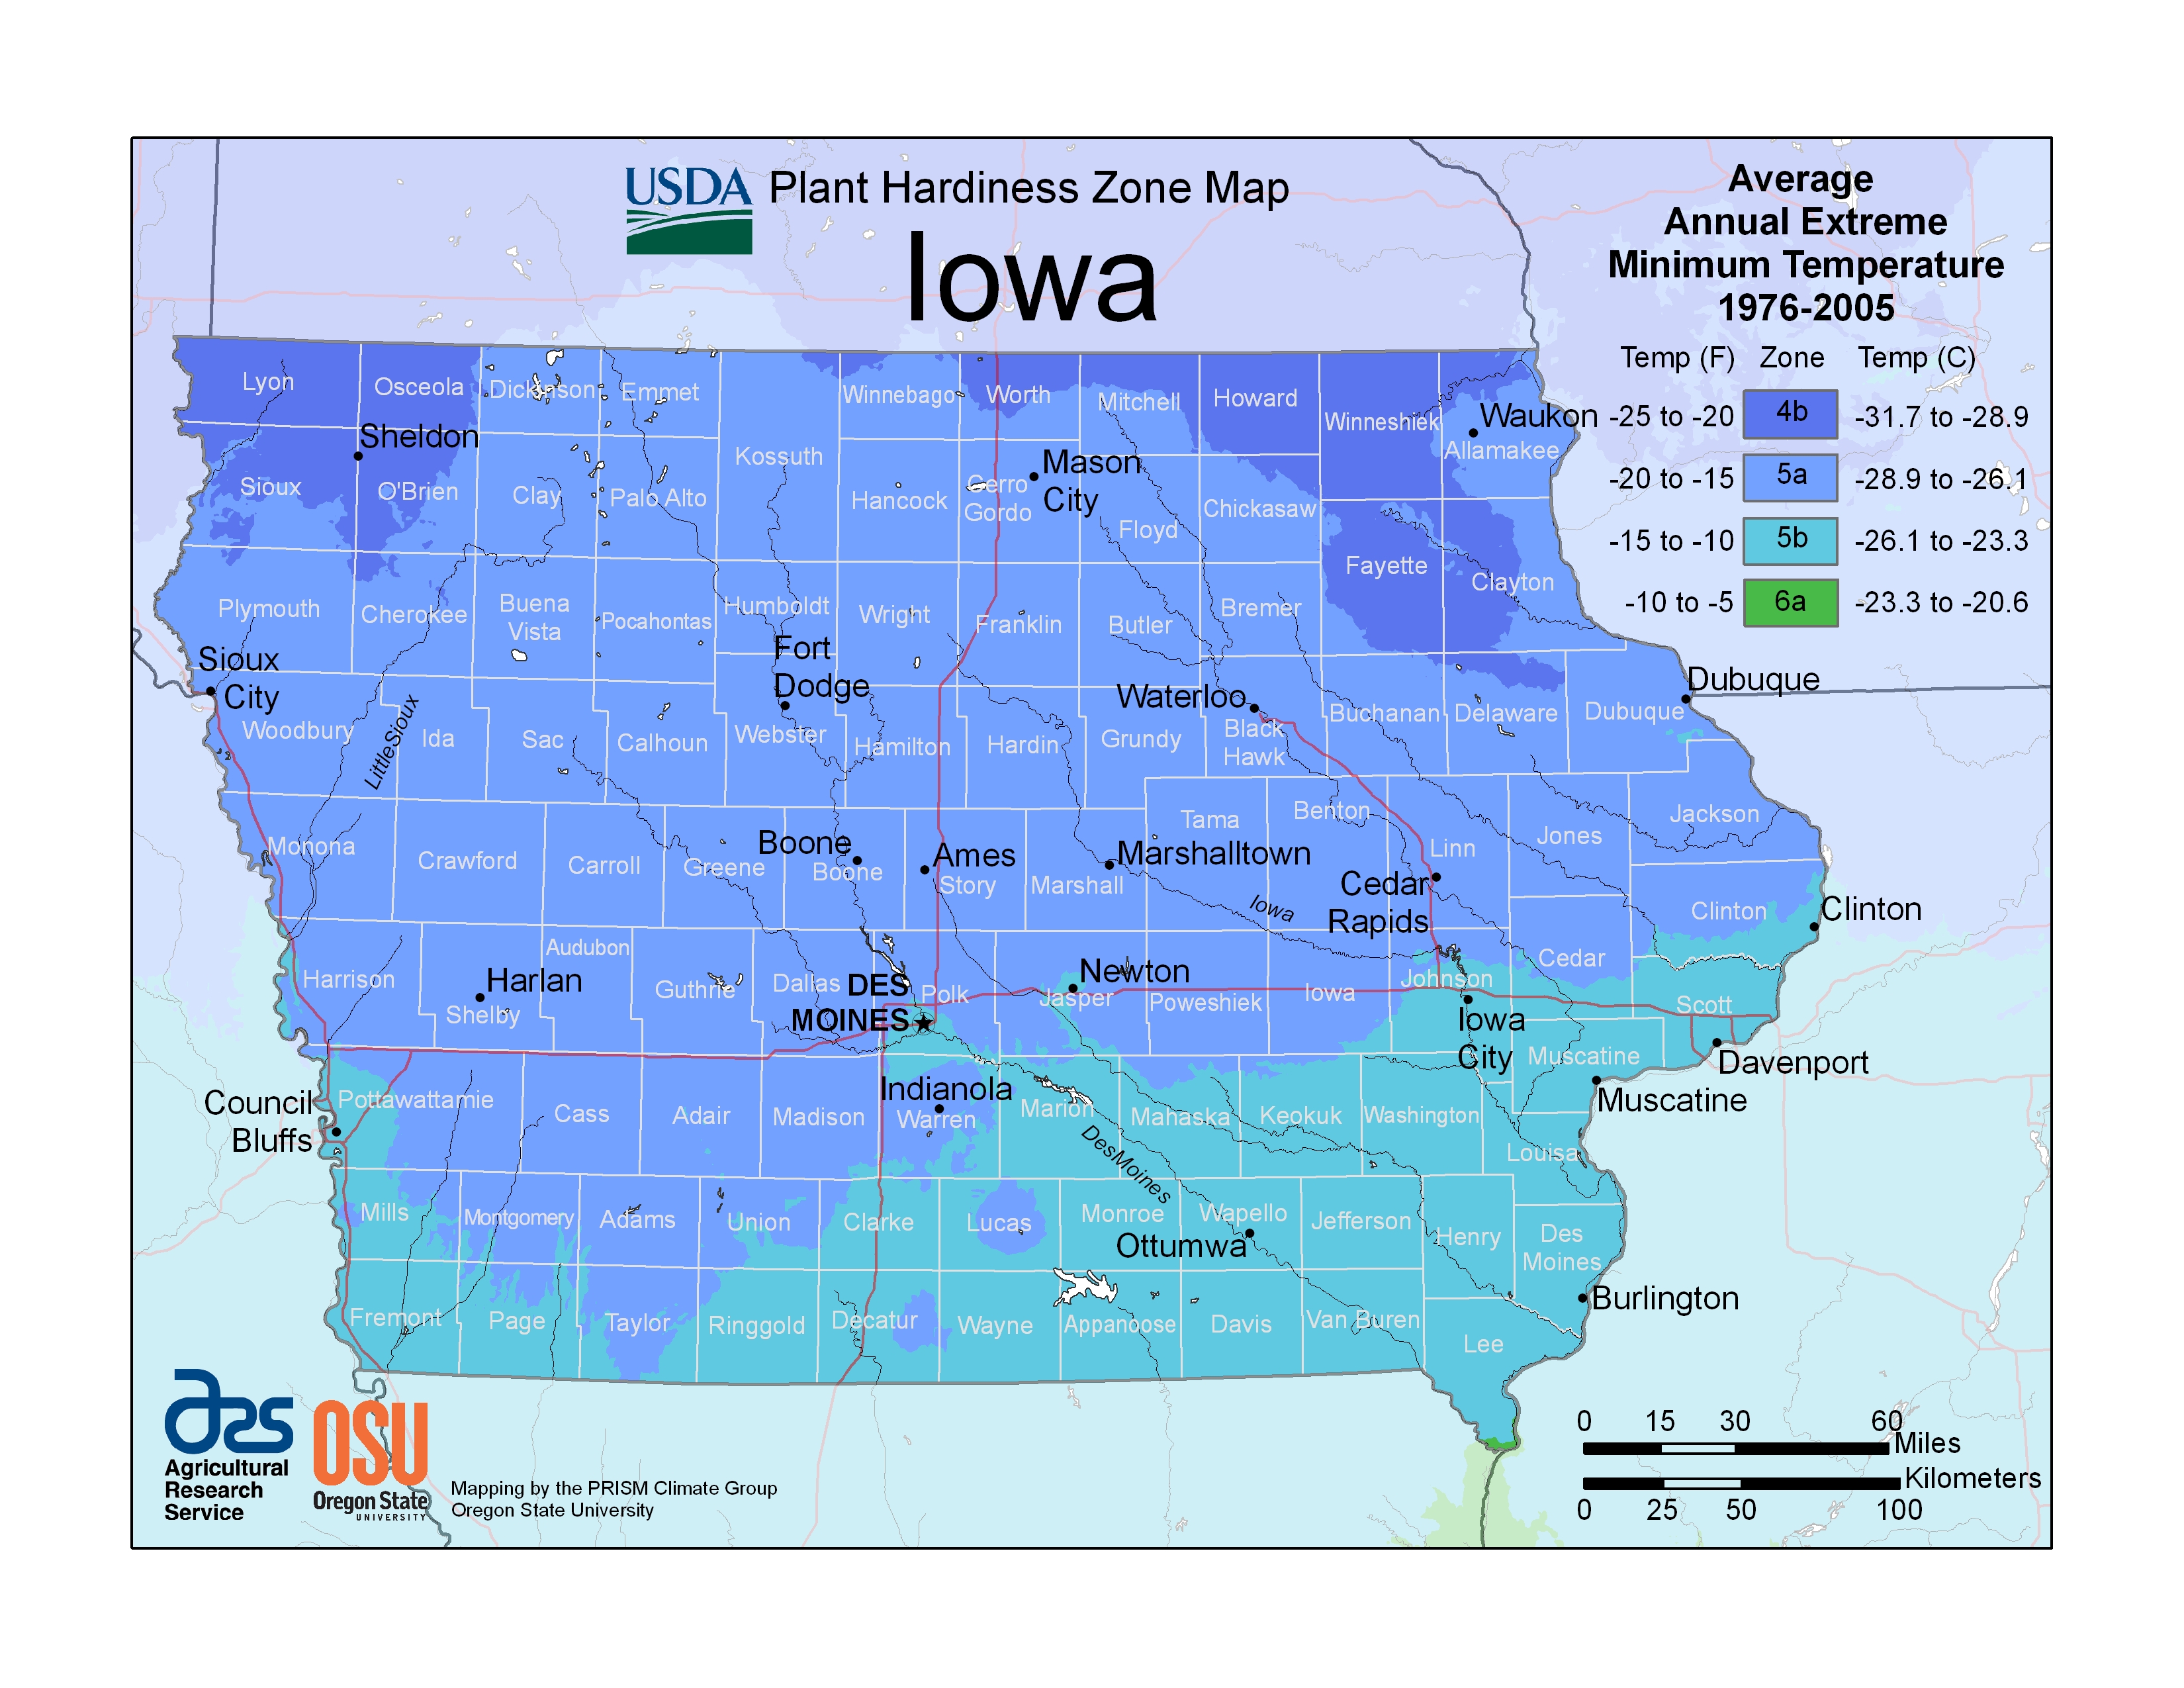 USDA Plant Hardiness Zone Map
Iowa
Average
Annual Extreme
Minimum Temperature
1976-2005
Temp (F) Zone Temp (C)
-25 to -20 4b -31.7 to -28.9
-20 to -15 5a -28.9 to -26.1
-15 to -10 5b -26.1 to -23.3
-10 to -5 6a -23.3 to -20.6
Lyon
Osceola
Dickinson
Emmet
Winnebago
Worth
Mitchell
Howard
Winneshiek
Waukon
Allamakee
Sheldon
Sioux
O'Brien
Clay
Palo Alto
Kossuth
Hancock
Cerro
Gordo
Mason
City
Floyd
Chickasaw
Fayette
Clayton
Plymouth
Cherokee
Buena
Vista
Pocahontas
Humboldt
Wright
Franklin
Butler
Bremer
Sioux
City
Fort
Dodge
Waterloo
Dubuque
Woodbury
LittleSioux
Ida
Sac
Calhoun
Webster
Hamilton
Hardin
Grundy
Black
Hawk
Buchanan
Delaware
Dubuque
Monona
Crawford
Carroll
Greene
Boone
Boone
Ames
Story
Marshalltown
Marshall
Tama
Benton
Linn
Jones
Jackson
Cedar
Rapids
Iowa
Clinton
Clinton
Harrison
Harlan
Shelby
Audubon
Guthrie
Dallas
DES
MOINES
Polk
Newton
Jasper
Poweshiek
Iowa
Johnson
Cedar
Scott
Iowa
City
Muscatine
Davenport
Muscatine
Council
Bluffs
Pottawattamie
Cass
Adair
Madison
Indianola
Warren
Marion
Mahaska
Keokuk
Washington
Louisa
DesMoines
Mills
Montgomery
Adams
Union
Clarke
Lucas
Monroe
Wapello
Ottumwa
Jefferson
Henry
Des
Moines
Burlington
Fremont
Page
Taylor
Ringgold
Decatur
Wayne
Appanoose
Davis
Van Buren
Lee
ars
Agricultural
Research
Service
OSU
Oregon State
UNIVERSITY
Mapping by the PRISM Climate Group
Oregon State University
0 15 30 60
Miles
Kilometers
0 25 50 100